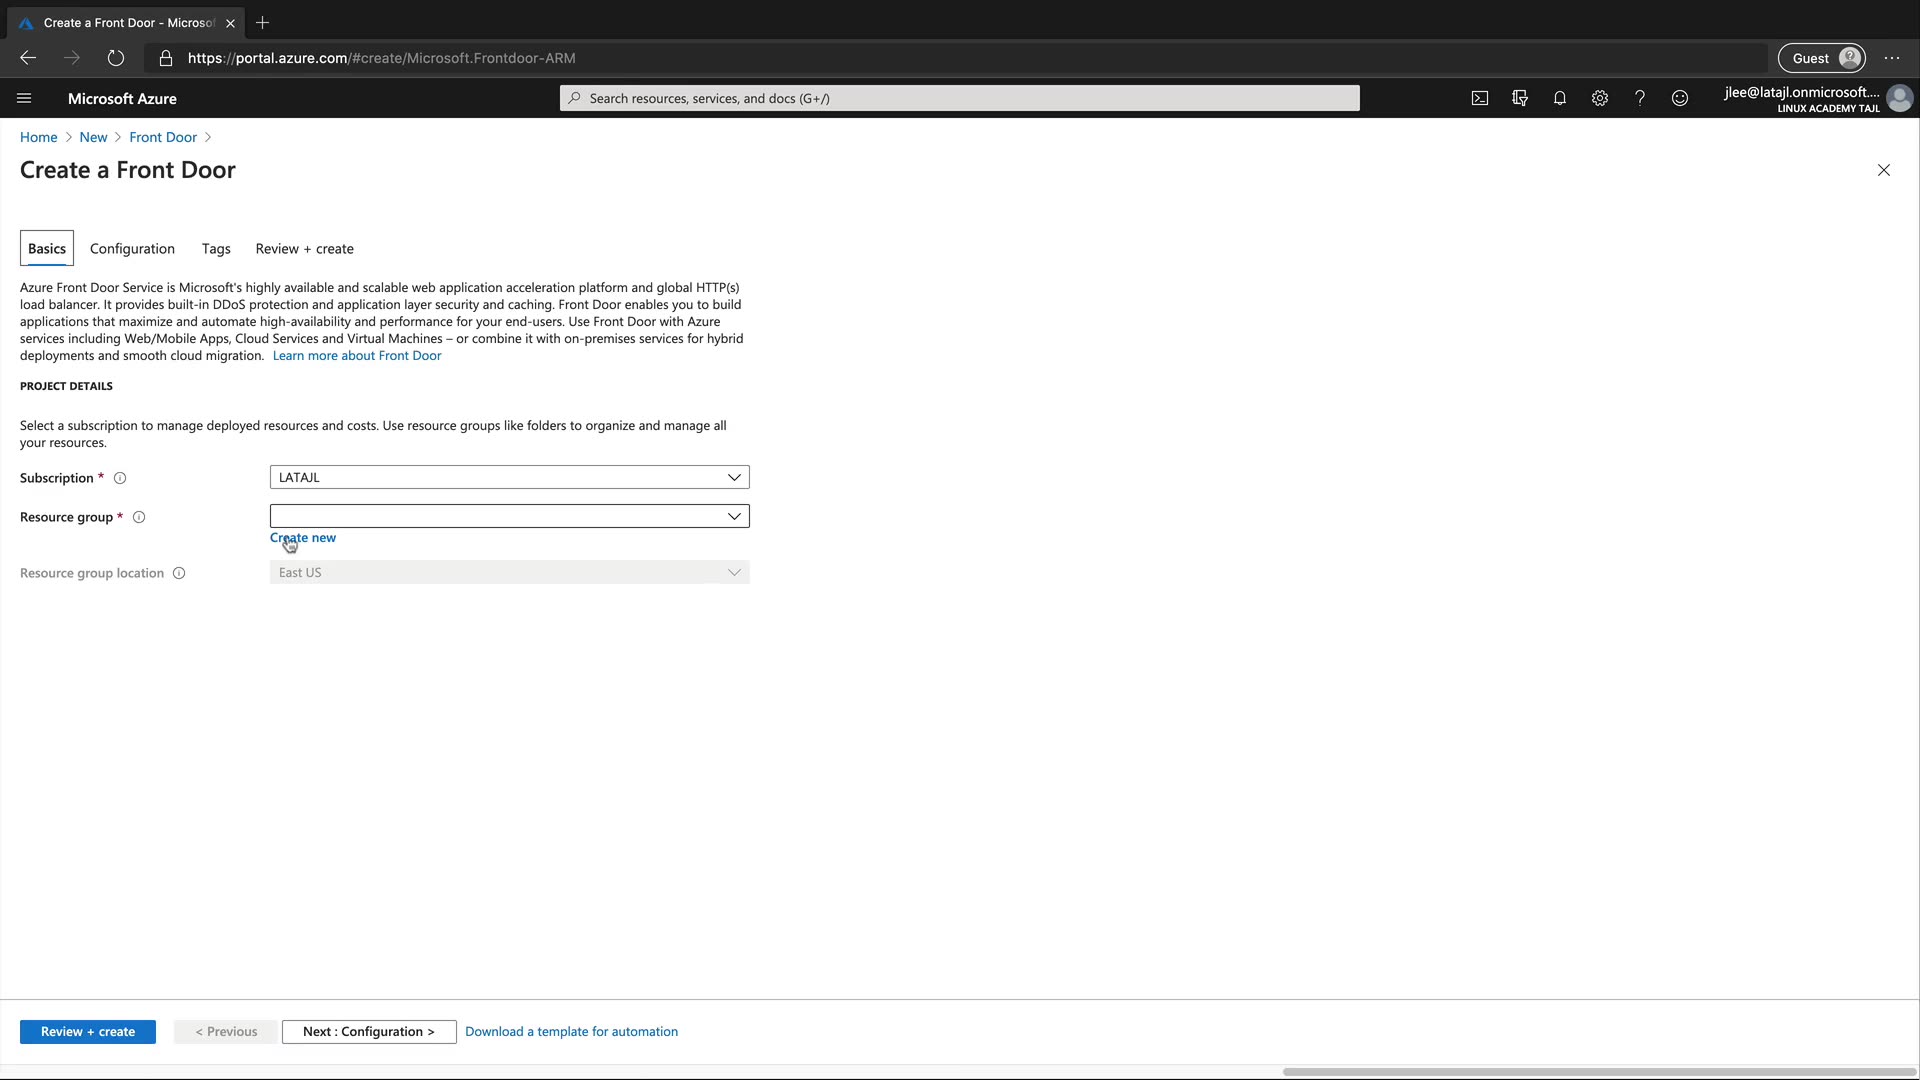 Create a Front Door - Microsof
https://portal.azure.com/#create/Microsoft.Frontdoor-ARM
Guest
Microsoft Azure
Search resources, services, and docs (G+/)
jlee@latajl.onmicrosoft....
LINUX ACADEMY TAJL
Home > New > Front Door >
Create a Front Door
Basics
Configuration
Tags
Review + create
Azure Front Door Service is Microsoft's highly available and scalable web application acceleration platform and global HTTP(s)
load balancer. It provides built-in DDoS protection and application layer security and caching. Front Door enables you to build
applications that maximize and automate high-availability and performance for your end-users. Use Front Door with Azure
services including Web/Mobile Apps, Cloud Services and Virtual Machines – or combine it with on-premises services for hybrid
deployments and smooth cloud migration. Learn more about Front Door
PROJECT DETAILS
Select a subscription to manage deployed resources and costs. Use resource groups like folders to organize and manage all
your resources.
Subscription *
LATAJL
Resource group *
Create new
Resource group location
East US
Review + create
< Previous
Next : Configuration >
Download a template for automation